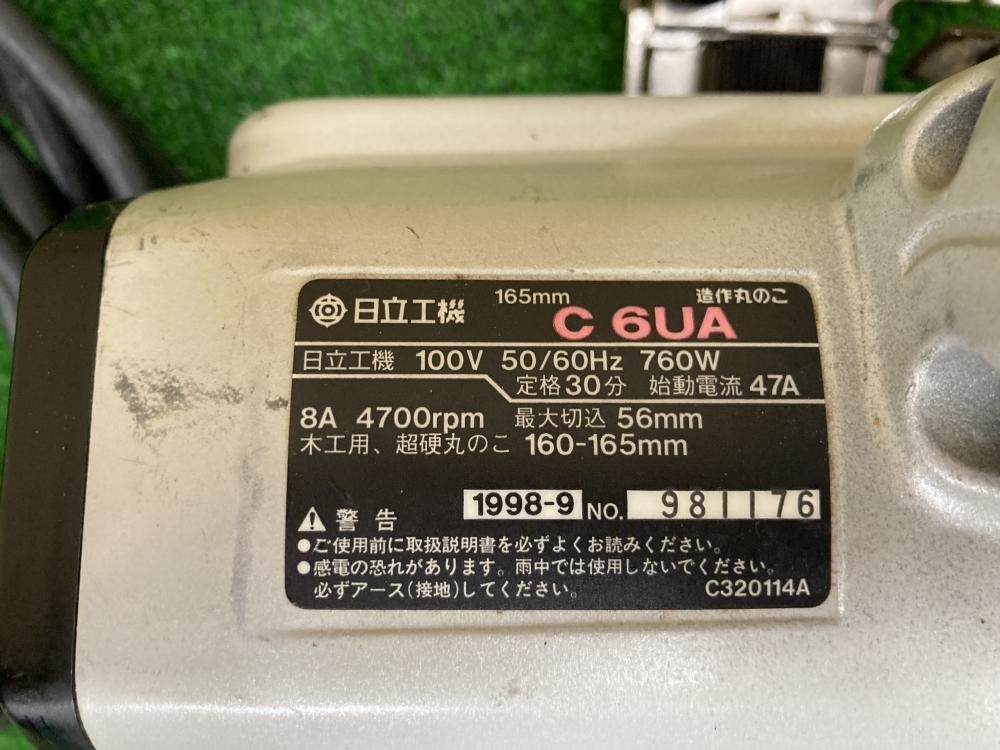 日立工機 165mm 造作丸のこ
C 6UA
日立工機 100V 50/60Hz 760W
定格30分 始動電流 47A
8A 4700rpm 最大切込 56mm
木工用、超硬丸のこ 160-165mm
1998-9 NO. 981176
警告
●ご使用前に取扱説明書を必ずよくお読みください。
●感電の恐れがあります。雨中では使用しないでください。
必ずアース(接地)してください。 C320114A